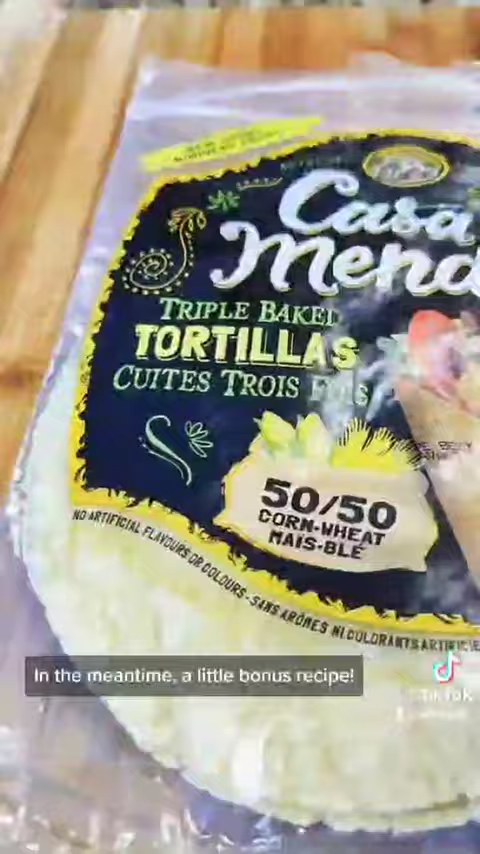 Casa
Mend
TRIPLE BAKED
TORTILLAS
CUITES TROIS FOIS
50/50
CORN-WHEAT
MAIS-BLÉ
NO ARTIFICIAL FLAVOURS OR COLOURS - SANS ARÔMES NI COLORANTS ARTIFICIE
In the meantime, a little bonus recipe!
TikTok